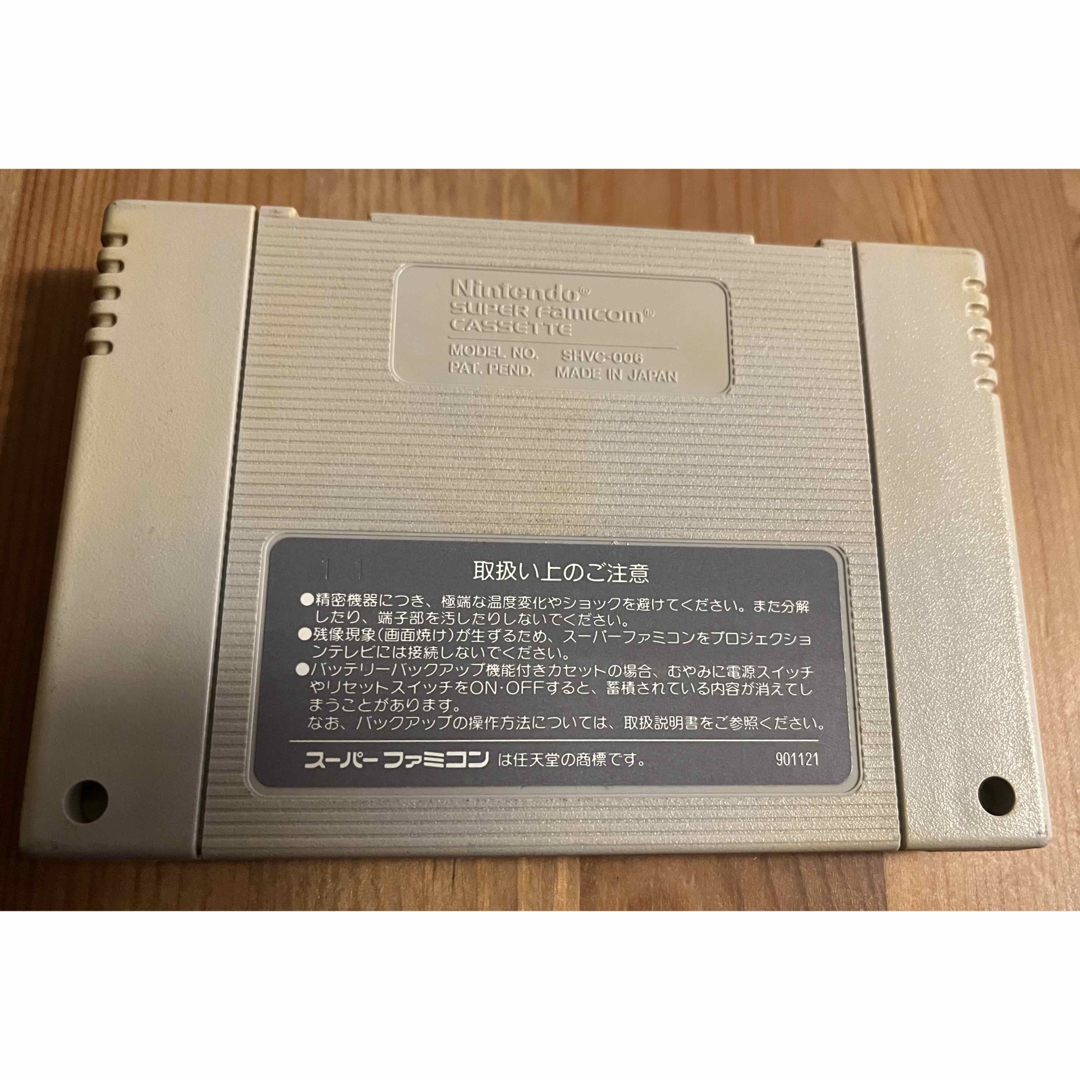 Nintendo®
SUPER Famicom®
CASSETTE
MODEL NO. SHVC-006
PAT. PEND. MADE IN JAPAN
11
取扱い上のご注意
●精密機器につき、極端な温度変化やショックを避けてください。また分解
したり、端子部を汚したりしないでください。
●残像現象(画面焼け)が生ずるため、スーパーファミコンをプロジェクショ
ンテレビには接続しないでください。
●バッテリーバックアップ機能付きカセットの場合、むやみに電源スイッチ
やリセットスイッチをON·OFFすると、蓄積されている内容が消えてし
まうことがあります。
なお、バックアップの操作方法については、取扱説明書をご参照ください。
スーパーファミコン は任天堂の商標です。 901121